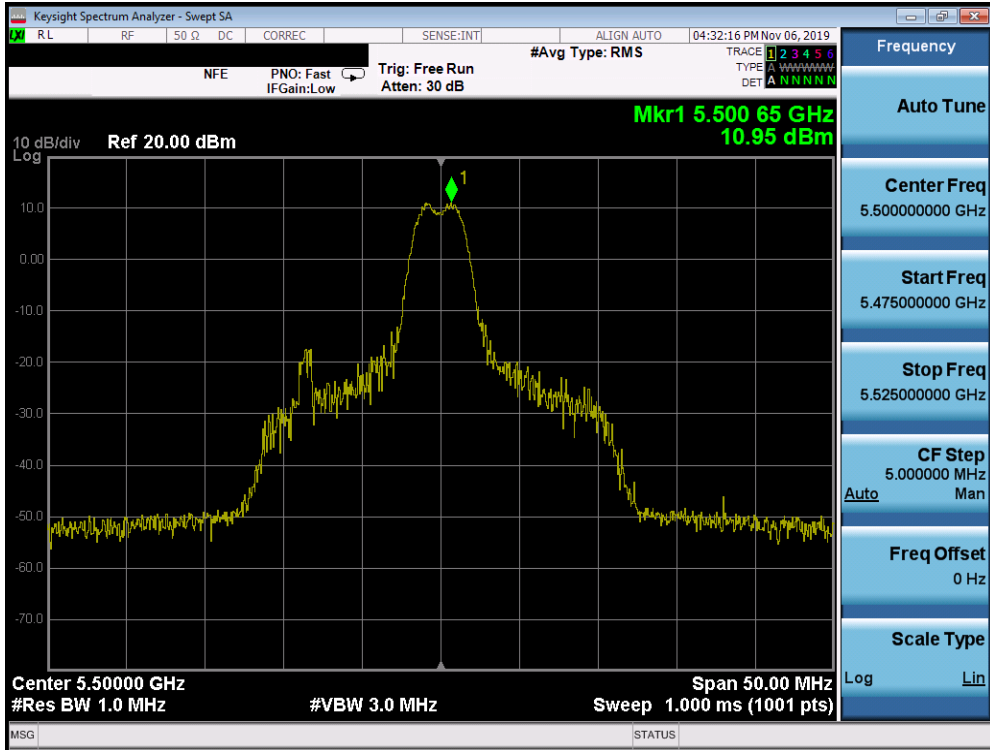 Keysight Spectrum Analyzer - Swept SA
LXI RL RF 50 Ω DC CORREC SENSE:INT ALIGN AUTO 04:32:16 PM Nov 06, 2019
#Avg Type: RMS TRACE 1 2 3 4 5 6
NFE PNO: Fast Trig: Free Run TYPE A WWWWW
IFGain:Low Atten: 30 dB DET A N N N N N
Mkr1 5.500 65 GHz
10.95 dBm
10 dB/div Ref 20.00 dBm
Log
1
10.0
0.00
-10.0
-20.0
-30.0
-40.0
-50.0
-60.0
-70.0
Center 5.50000 GHz Span 50.00 MHz
#Res BW 1.0 MHz #VBW 3.0 MHz Sweep 1.000 ms (1001 pts)
MSG STATUS
Frequency
Auto Tune
Center Freq
5.500000000 GHz
Start Freq
5.475000000 GHz
Stop Freq
5.525000000 GHz
CF Step
5.000000 MHz
Auto Man
Freq Offset
0 Hz
Scale Type
Log Lin